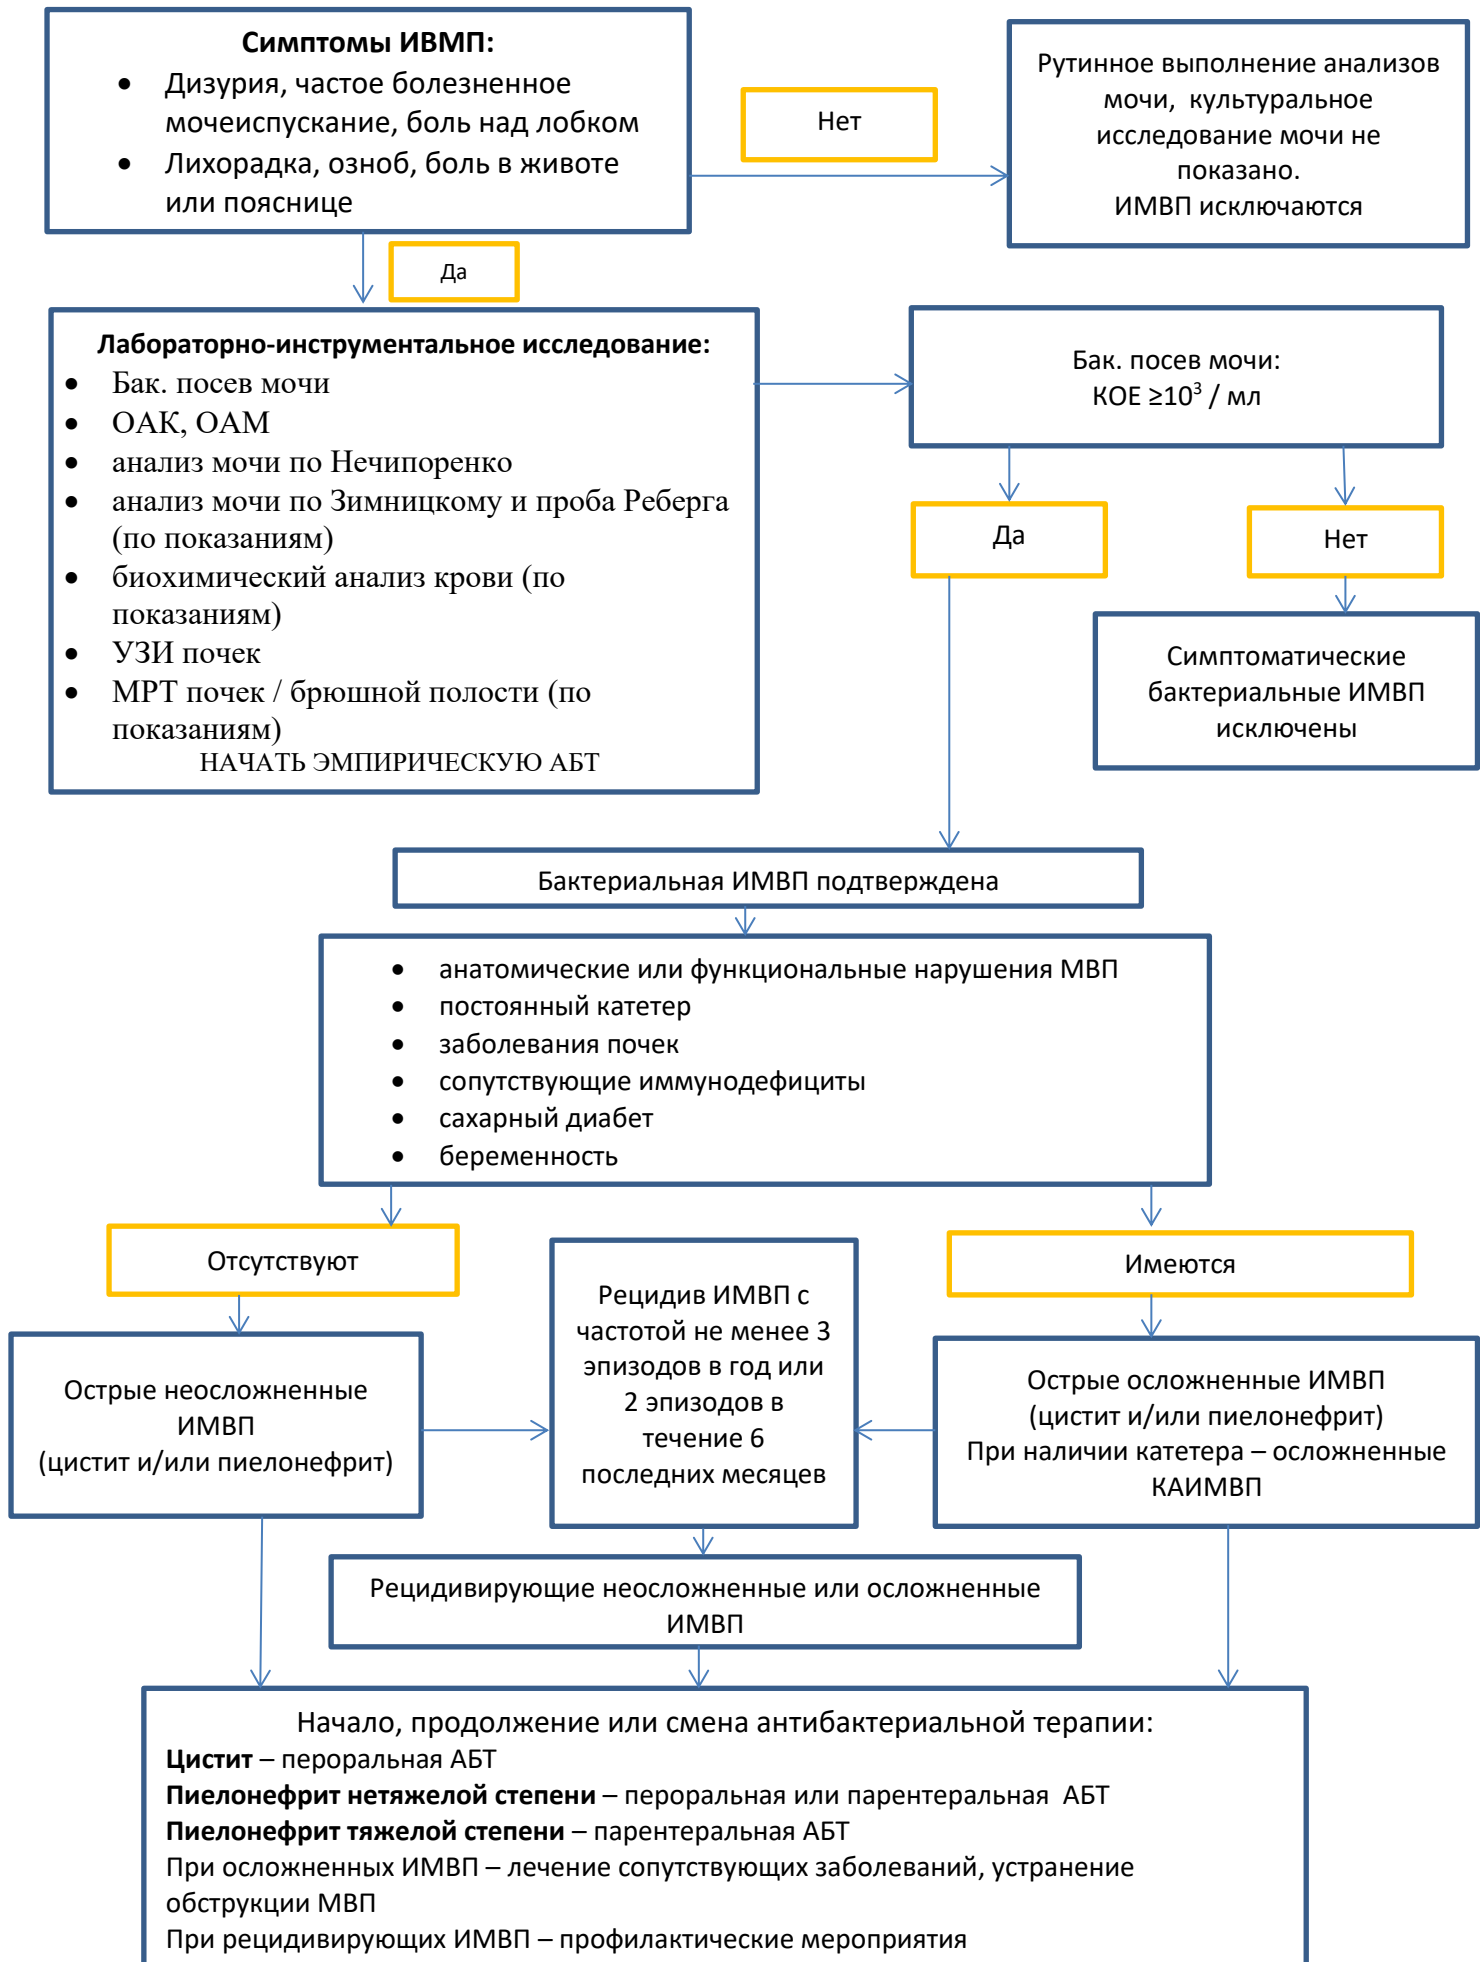 Симптомы ИВМП:
• Дизурия, частое болезненное
мочеиспускание, боль над лобком
• Лихорадка, озноб, боль в животе
или пояснице
Нет
Рутинное выполнение анализов
мочи, культуральное
исследование мочи не
показано.
ИМВП исключаются
Да
Лабораторно-инструментальное исследование:
• Бак. посев мочи
• ОАК, ОАМ
• анализ мочи по Нечипоренко
• анализ мочи по Зимницкому и проба Реберга
(по показаниям)
• биохимический анализ крови (по
показаниям)
• УЗИ почек
• МРТ почек / брюшной полости (по
показаниям)
НАЧАТЬ ЭМПИРИЧЕСКУЮ АБТ
Бак. посев мочи:
КОЕ ≥10³ / мл
Да
Нет
Симптоматические
бактериальные ИМВП
исключены
Бактериальная ИМВП подтверждена
• анатомические или функциональные нарушения МВП
• постоянный катетер
• заболевания почек
• сопутствующие иммунодефициты
• сахарный диабет
• беременность
Отсутствуют
Имеются
Рецидив ИМВП с
частотой не менее 3
эпизодов в год или
2 эпизодов в
течение 6
последних месяцев
Острые неосложненные
ИМВП
(цистит и/или пиелонефрит)
Острые осложненные ИМВП
(цистит и/или пиелонефрит)
При наличии катетера – осложненные
КАИМВП
Рецидивирующие неосложненные или осложненные
ИМВП
Начало, продолжение или смена антибактериальной терапии:
Цистит – пероральная АБТ
Пиелонефрит нетяжелой степени – пероральная или парентеральная АБТ
Пиелонефрит тяжелой степени – парентеральная АБТ
При осложненных ИМВП – лечение сопутствующих заболеваний, устранение
обструкции МВП
При рецидивирующих ИМВП – профилактические мероприятия